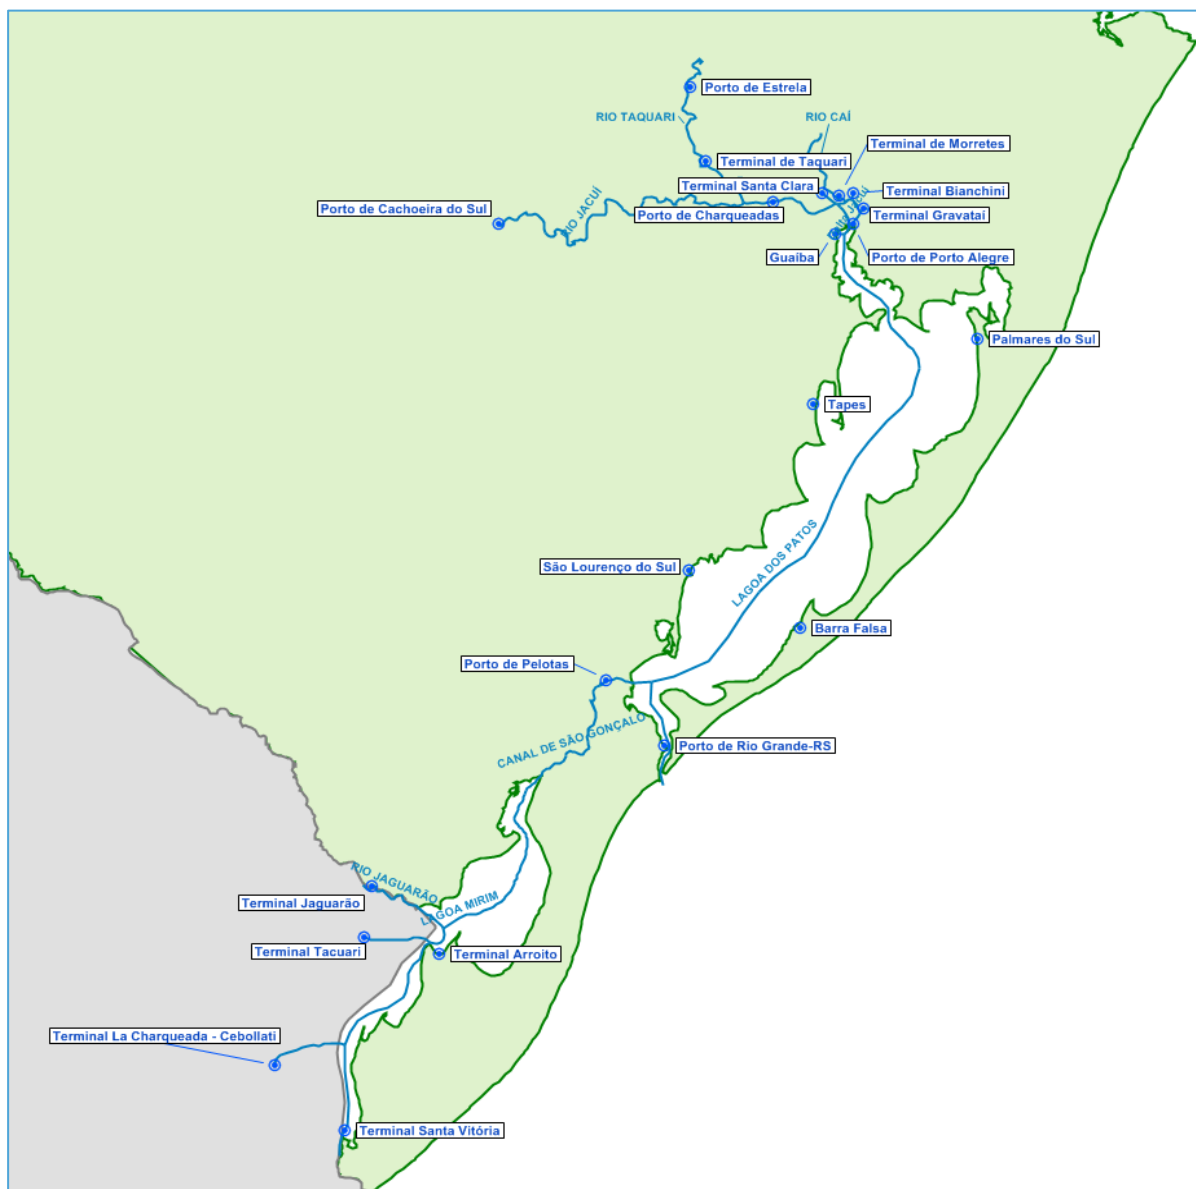 Porto de Estrela
RIO TAQUARI
RIO CAÍ
Terminal de Morretes
Terminal de Taquari
Terminal Santa Clara
Terminal Bianchini
Porto de Cachoeira do Sul
RIO JACUÍ
Porto de Charqueadas
Terminal Gravataí
Guaíba
Porto de Porto Alegre
Palmares do Sul
Tapes
LAGOA DOS PATOS
São Lourenço do Sul
Barra Falsa
Porto de Pelotas
CANAL DE SÃO GONÇALO
Porto de Rio Grande-RS
RIO JAGUARÃO
Terminal Jaguarão
LAGOA MIRIM
Terminal Tacuari
Terminal Arroito
Terminal La Charqueada - Cebollati
Terminal Santa Vitória